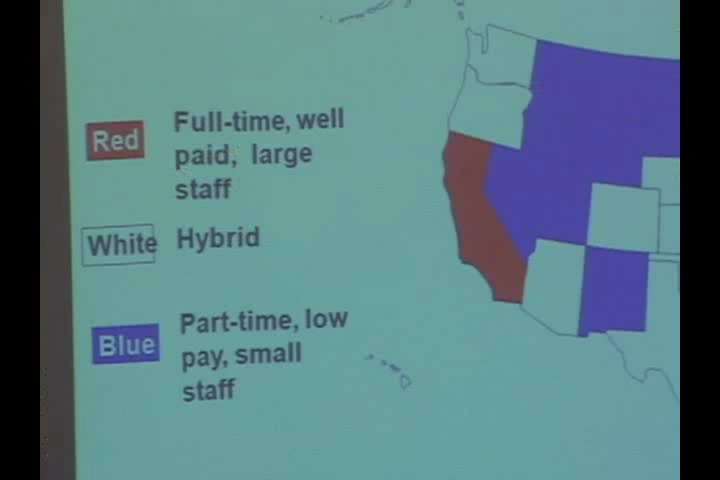 Red
Full-time, well
paid, large
staff
White
Hybrid
Blue
Part-time, low
pay, small
staff